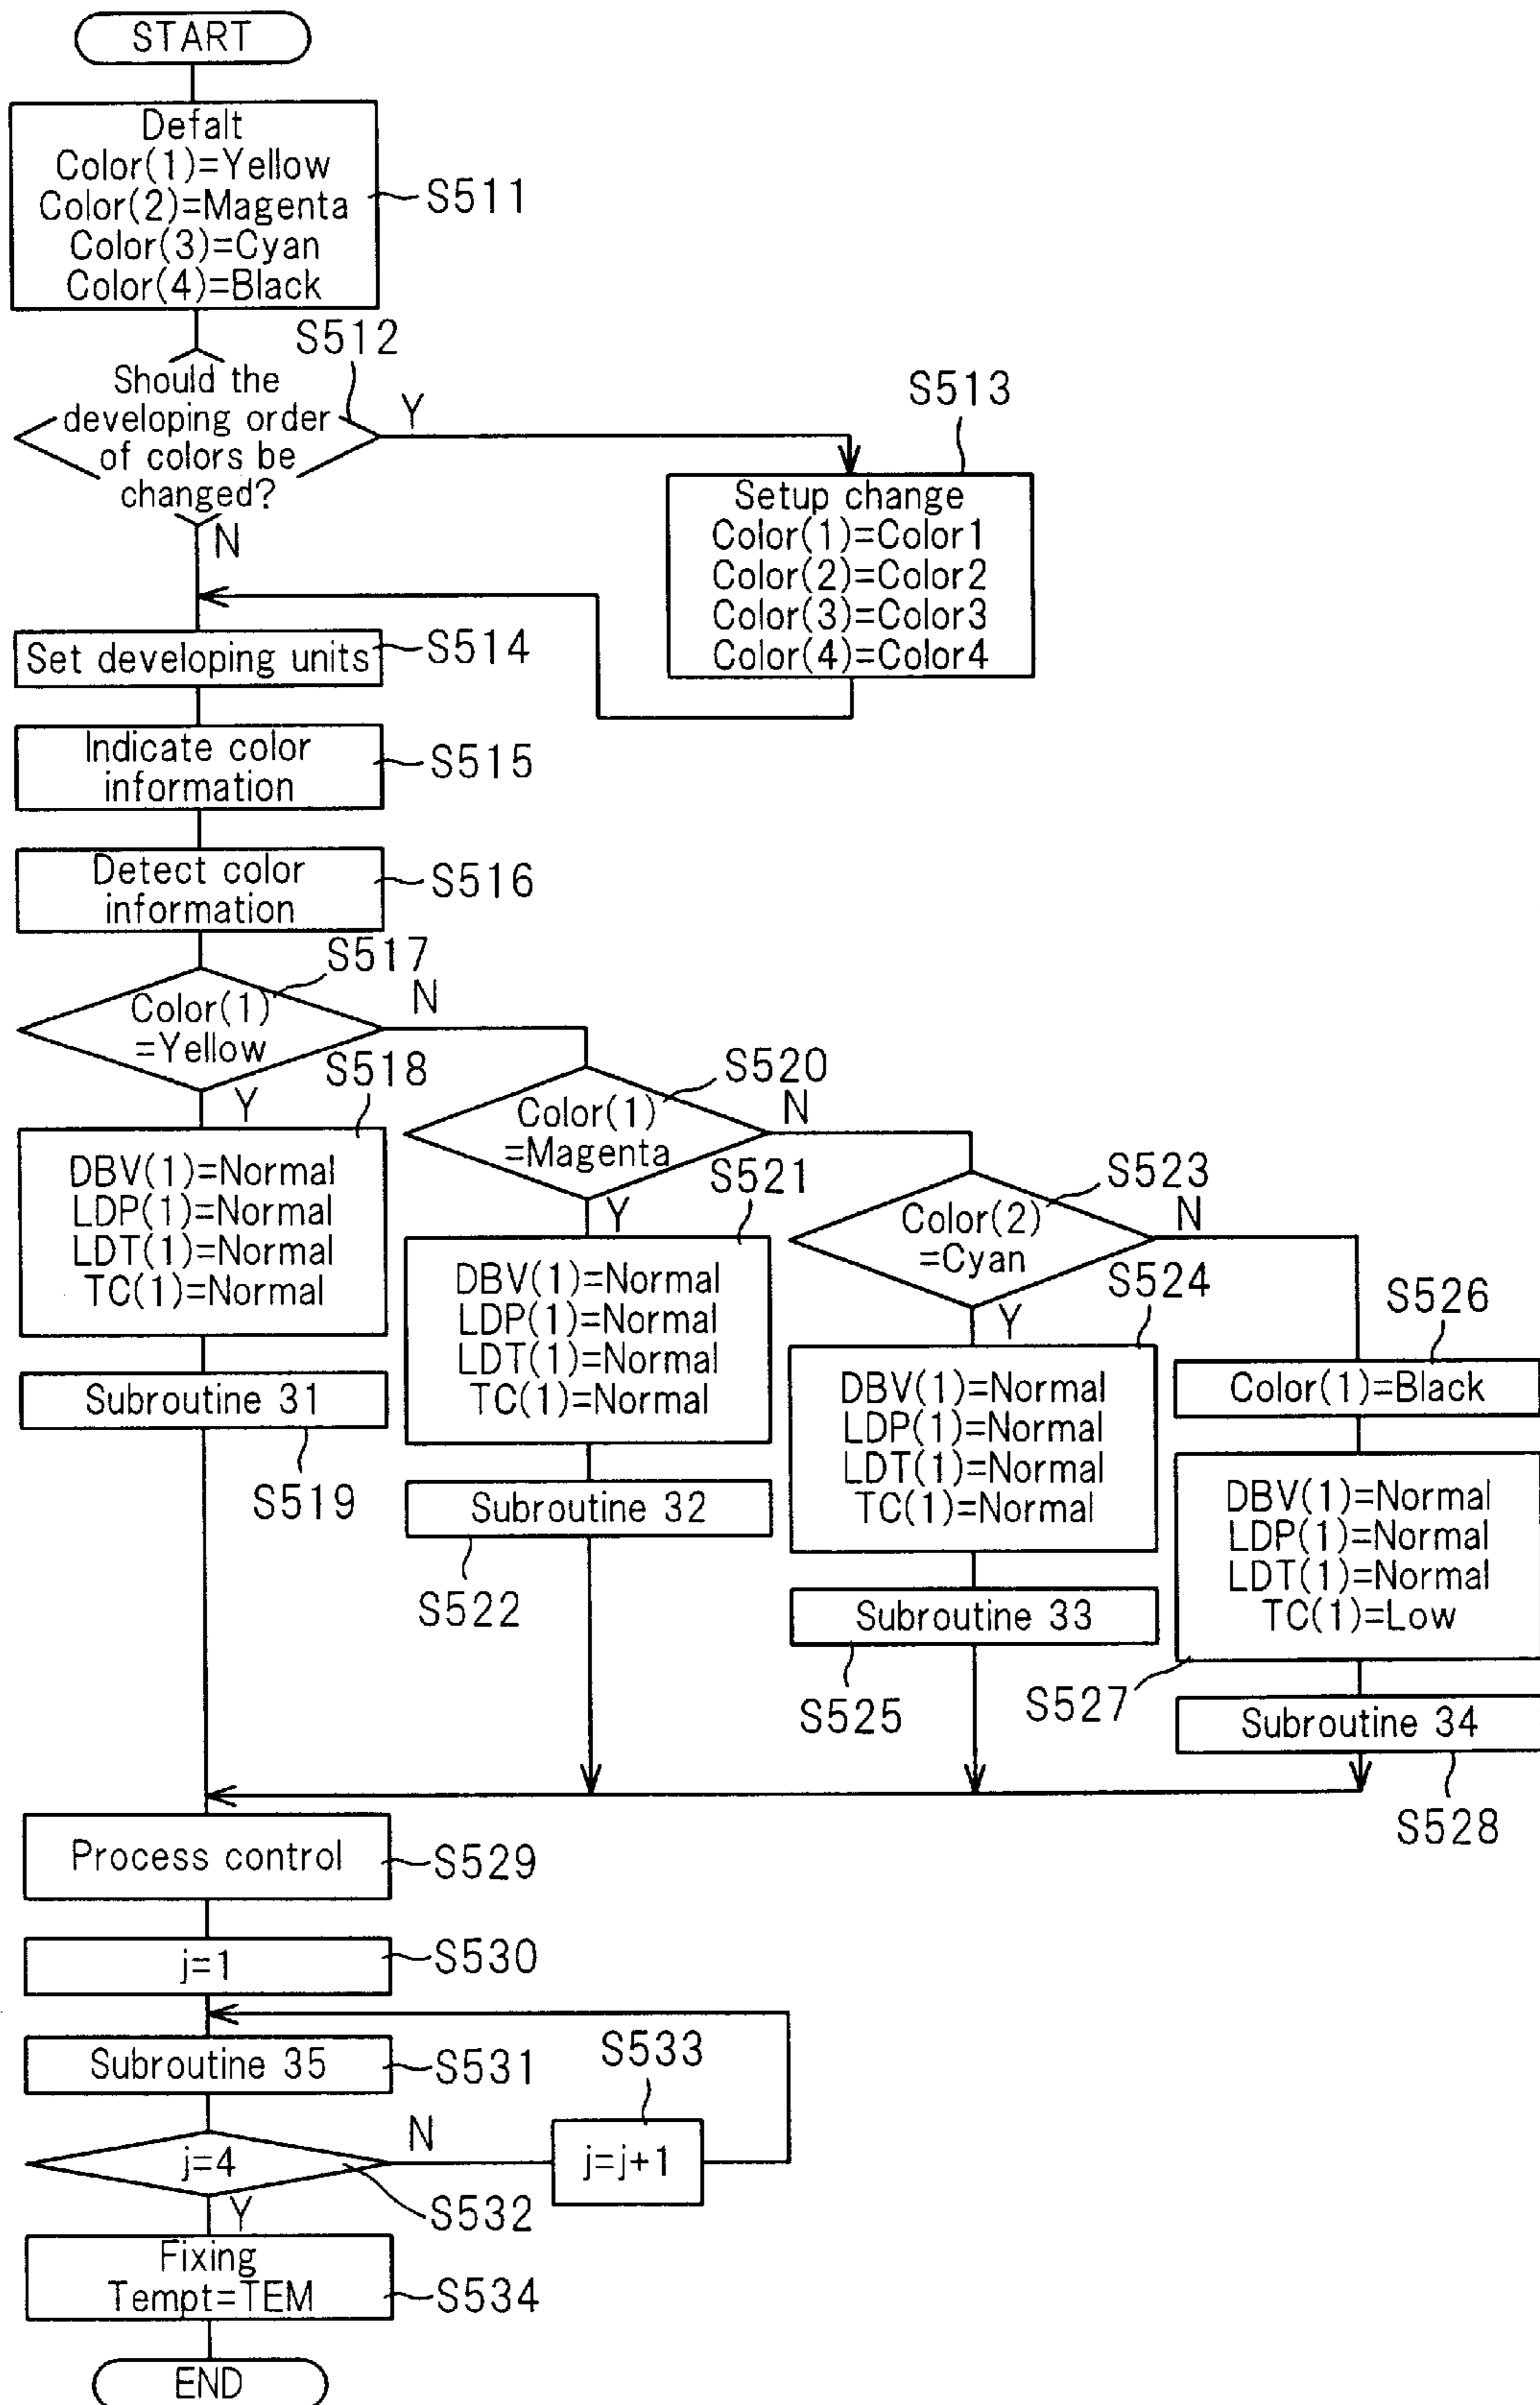 START
Defalt
Color(1)=Yellow
Color(2)=Magenta
Color(3)=Cyan
Color(4)=Black
S511
S512
Should the
developing order
of colors be
changed?
Y
N
S513
Setup change
Color(1)=Color1
Color(2)=Color2
Color(3)=Color3
Color(4)=Color4
Set developing units
S514
Indicate color
information
S515
Detect color
information
S516
S517
Color(1)
=Yellow
N
Y
S518
DBV(1)=Normal
LDP(1)=Normal
LDT(1)=Normal
TC(1)=Normal
Subroutine 31
S519
S520
Color(1)
=Magenta
N
Y
S521
DBV(1)=Normal
LDP(1)=Normal
LDT(1)=Normal
TC(1)=Normal
Subroutine 32
S522
S523
Color(2)
=Cyan
N
Y
S524
DBV(1)=Normal
LDP(1)=Normal
LDT(1)=Normal
TC(1)=Normal
Subroutine 33
S525
S526
Color(1)=Black
DBV(1)=Normal
LDP(1)=Normal
LDT(1)=Normal
TC(1)=Low
S527
Subroutine 34
S528
Process control
S529
j=1
S530
Subroutine 35
S531
S533
j=4
N
j=j+1
S532
Y
Fixing
Tempt=TEM
S534
END